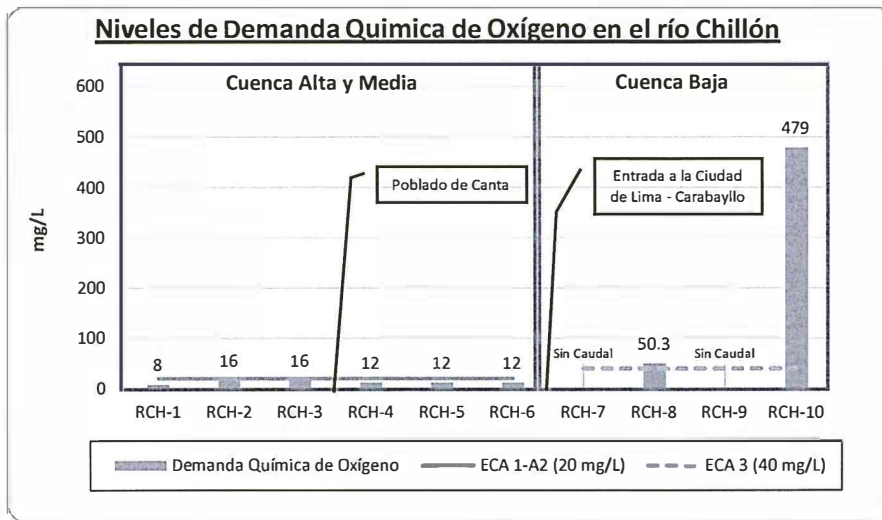 Niveles de Demanda Quimica de Oxígeno en el río Chillón
Cuenca Alta y Media
Cuenca Baja
600
500
400
300
200
100
0
mg/L
Poblado de Canta
Entrada a la Ciudad
de Lima - Carabayllo
8
16
16
12
12
12
Sin Caudal
50.3
Sin Caudal
479
RCH-1 RCH-2 RCH-3 RCH-4 RCH-5 RCH-6 RCH-7 RCH-8 RCH-9 RCH-10
Demanda Química de Oxígeno ECA 1-A2 (20 mg/L) ECA 3 (40 mg/L)